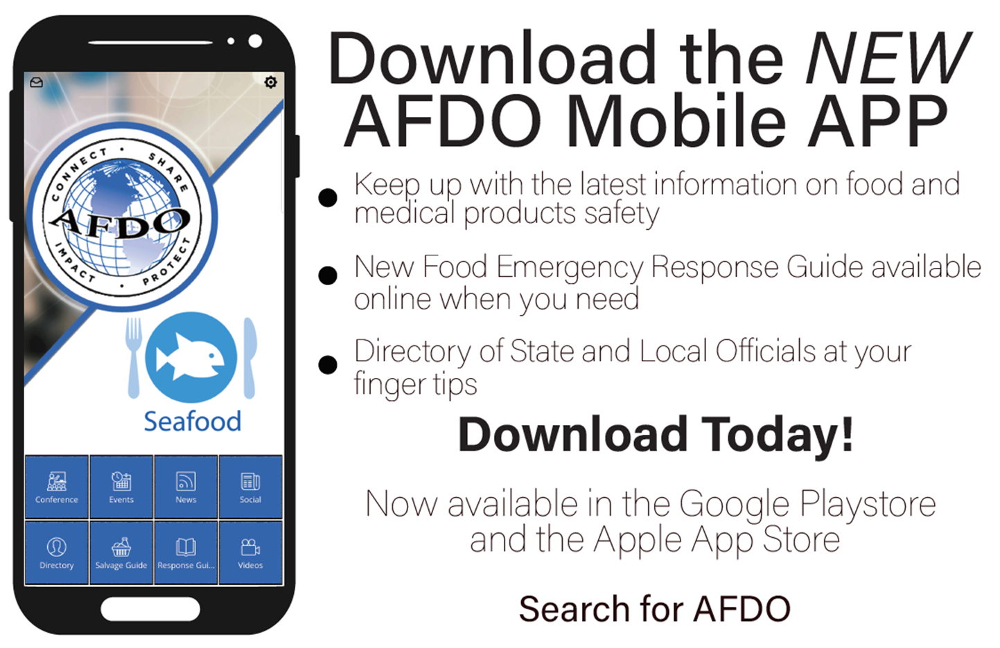 CONNECT • SHARE
AFDO
IMPACT • PROTECT
Seafood
Conference
Events
News
Social
Directory
Salvage Guide
Response Gui...
Videos
Download the NEW
AFDO Mobile APP
• Keep up with the latest information on food and
medical products safety
• New Food Emergency Response Guide available
online when you need
• Directory of State and Local Officials at your
finger tips
Download Today!
Now available in the Google Playstore
and the Apple App Store
Search for AFDO